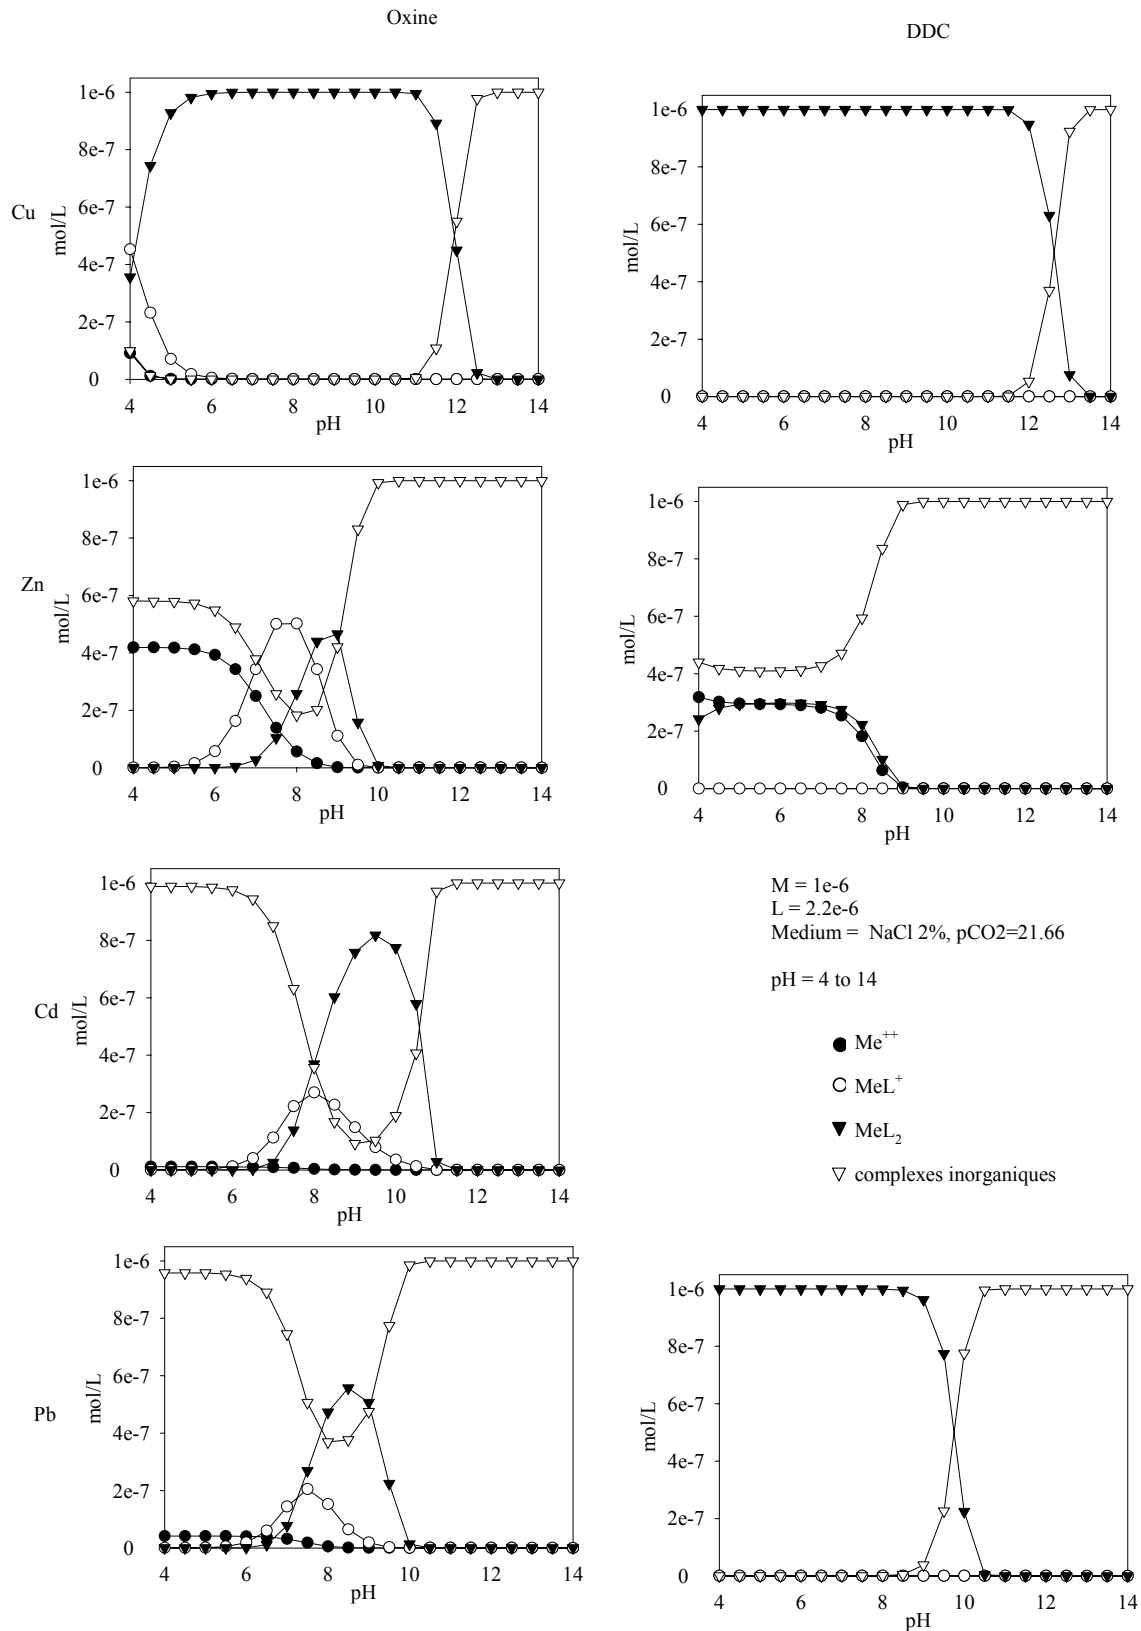 Oxine
DDC
Cu
mol/L
1e-6
8e-7
6e-7
4e-7
2e-7
0
4
6
8
10
12
14
pH
mol/L
1e-6
8e-7
6e-7
4e-7
2e-7
0
4
6
8
10
12
14
pH
Zn
mol/L
1e-6
8e-7
6e-7
4e-7
2e-7
0
4
6
8
10
12
14
pH
mol/L
1e-6
8e-7
6e-7
4e-7
2e-7
0
4
6
8
10
12
14
pH
Cd
mol/L
1e-6
8e-7
6e-7
4e-7
2e-7
0
4
6
8
10
12
14
pH
M = 1e-6
L = 2.2e-6
Medium = NaCl 2%, pCO2=21.66
pH = 4 to 14
Me++
MeL+
MeL2
complexes inorganiques
Pb
mol/L
1e-6
8e-7
6e-7
4e-7
2e-7
0
4
6
8
10
12
14
pH
mol/L
1e-6
8e-7
6e-7
4e-7
2e-7
0
4
6
8
10
12
14
pH